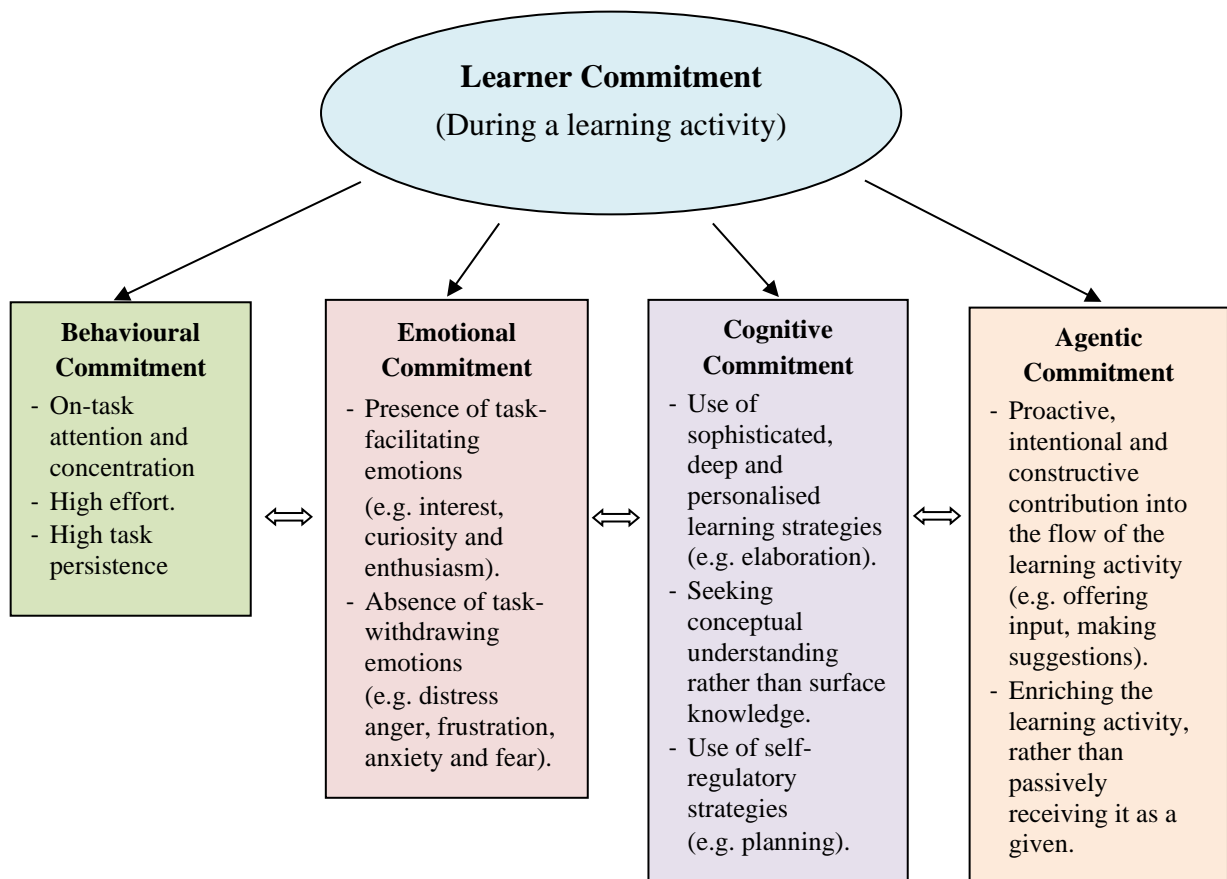 Learner Commitment
(During a learning activity)
Behavioural
Commitment
- On-task
attention and
concentration
- High effort.
- High task
persistence
Emotional
Commitment
- Presence of task-
facilitating
emotions
(e.g. interest,
curiosity and
enthusiasm).
- Absence of task-
withdrawing
emotions
(e.g. distress
anger, frustration,
anxiety and fear).
Cognitive
Commitment
- Use of
sophisticated,
deep and
personalised
learning strategies
(e.g. elaboration).
- Seeking
conceptual
understanding
rather than surface
knowledge.
- Use of self-
regulatory
strategies
(e.g. planning).
Agentic
Commitment
- Proactive,
intentional and
constructive
contribution into
the flow of the
learning activity
(e.g. offering
input, making
suggestions).
- Enriching the
learning activity,
rather than
passively
receiving it as a
given.